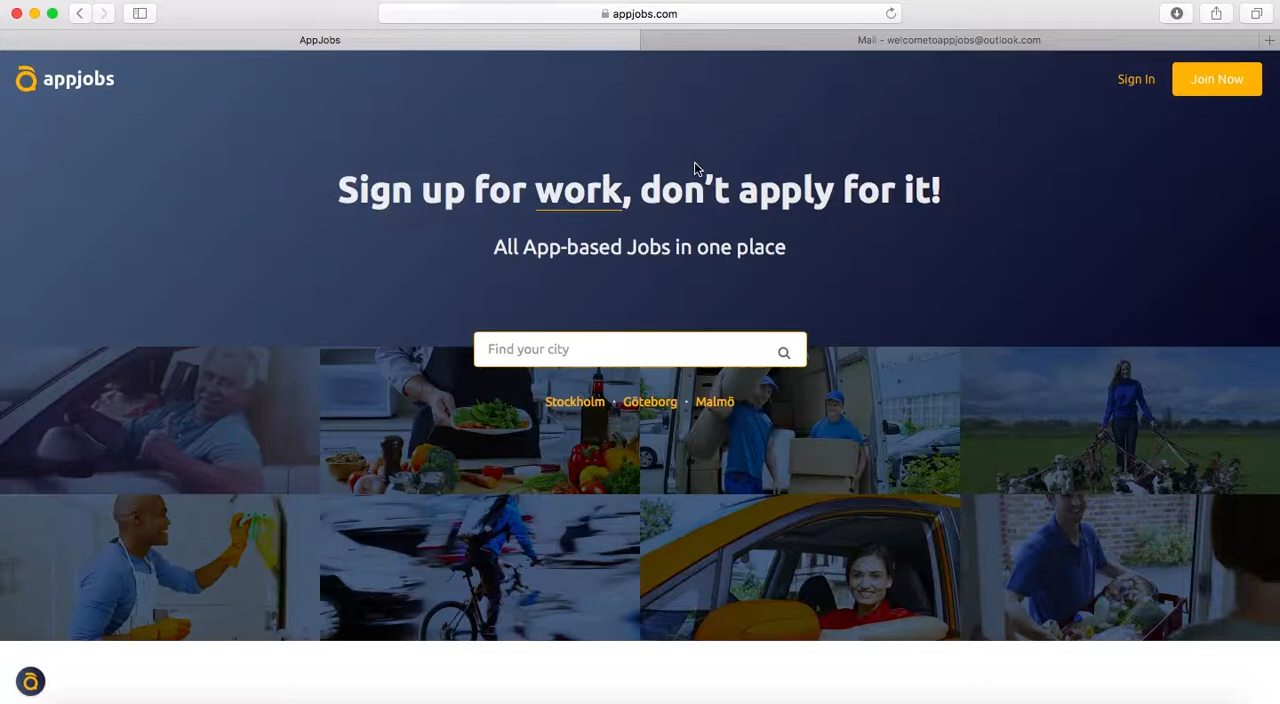 appjobs.com
AppJobs
Mail - welcometoappjobs@outlook.com
appjobs
Sign In
Join Now
Sign up for work, don't apply for it!
All App-based Jobs in one place
Find your city
Stockholm · Göteborg · Malmö